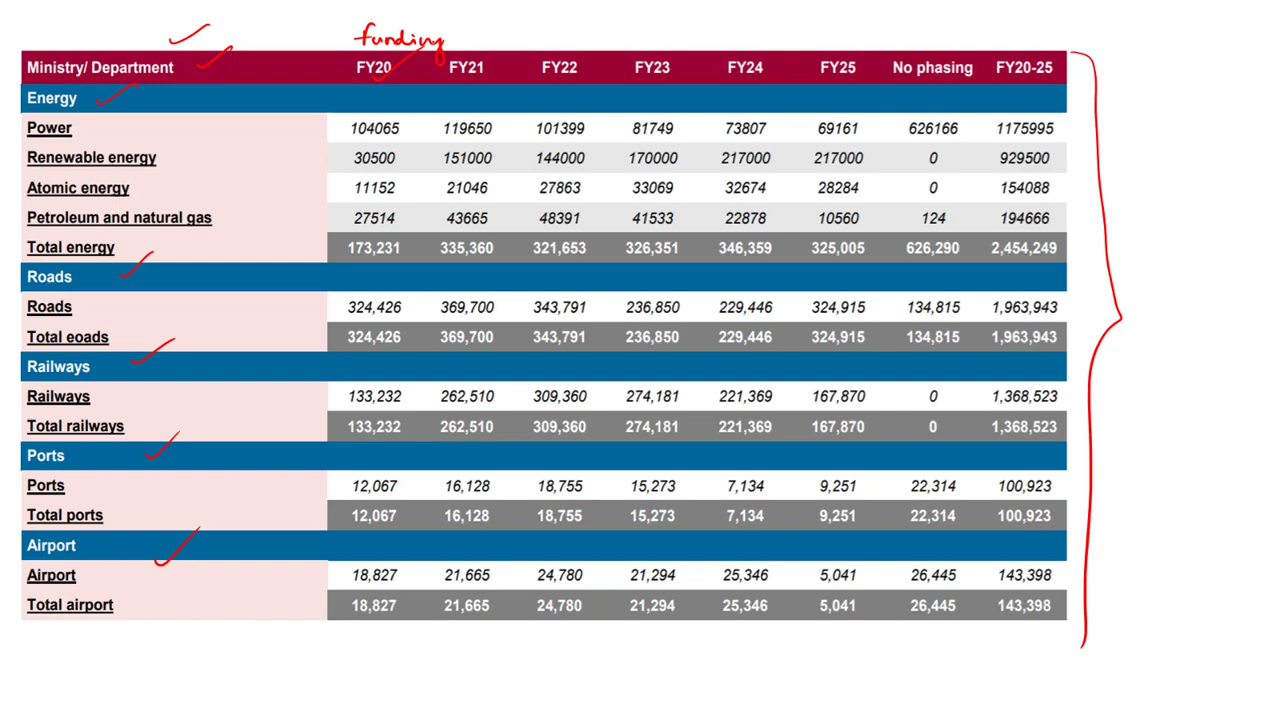 funding
Ministry/ Department FY20 FY21 FY22 FY23 FY24 FY25 No phasing FY20-25
Energy
Power 104065 119650 101399 81749 73807 69161 626166 1175995
Renewable energy 30500 151000 144000 170000 217000 217000 0 929500
Atomic energy 11152 21046 27863 33069 32674 28284 0 154088
Petroleum and natural gas 27514 43665 48391 41533 22878 10560 124 194666
Total energy 173,231 335,360 321,653 326,351 346,359 325,005 626,290 2,454,249
Roads
Roads 324,426 369,700 343,791 236,850 229,446 324,915 134,815 1,963,943
Total eoads 324,426 369,700 343,791 236,850 229,446 324,915 134,815 1,963,943
Railways
Railways 133,232 262,510 309,360 274,181 221,369 167,870 0 1,368,523
Total railways 133,232 262,510 309,360 274,181 221,369 167,870 0 1,368,523
Ports
Ports 12,067 16,128 18,755 15,273 7,134 9,251 22,314 100,923
Total ports 12,067 16,128 18,755 15,273 7,134 9,251 22,314 100,923
Airport
Airport 18,827 21,665 24,780 21,294 25,346 5,041 26,445 143,398
Total airport 18,827 21,665 24,780 21,294 25,346 5,041 26,445 143,398